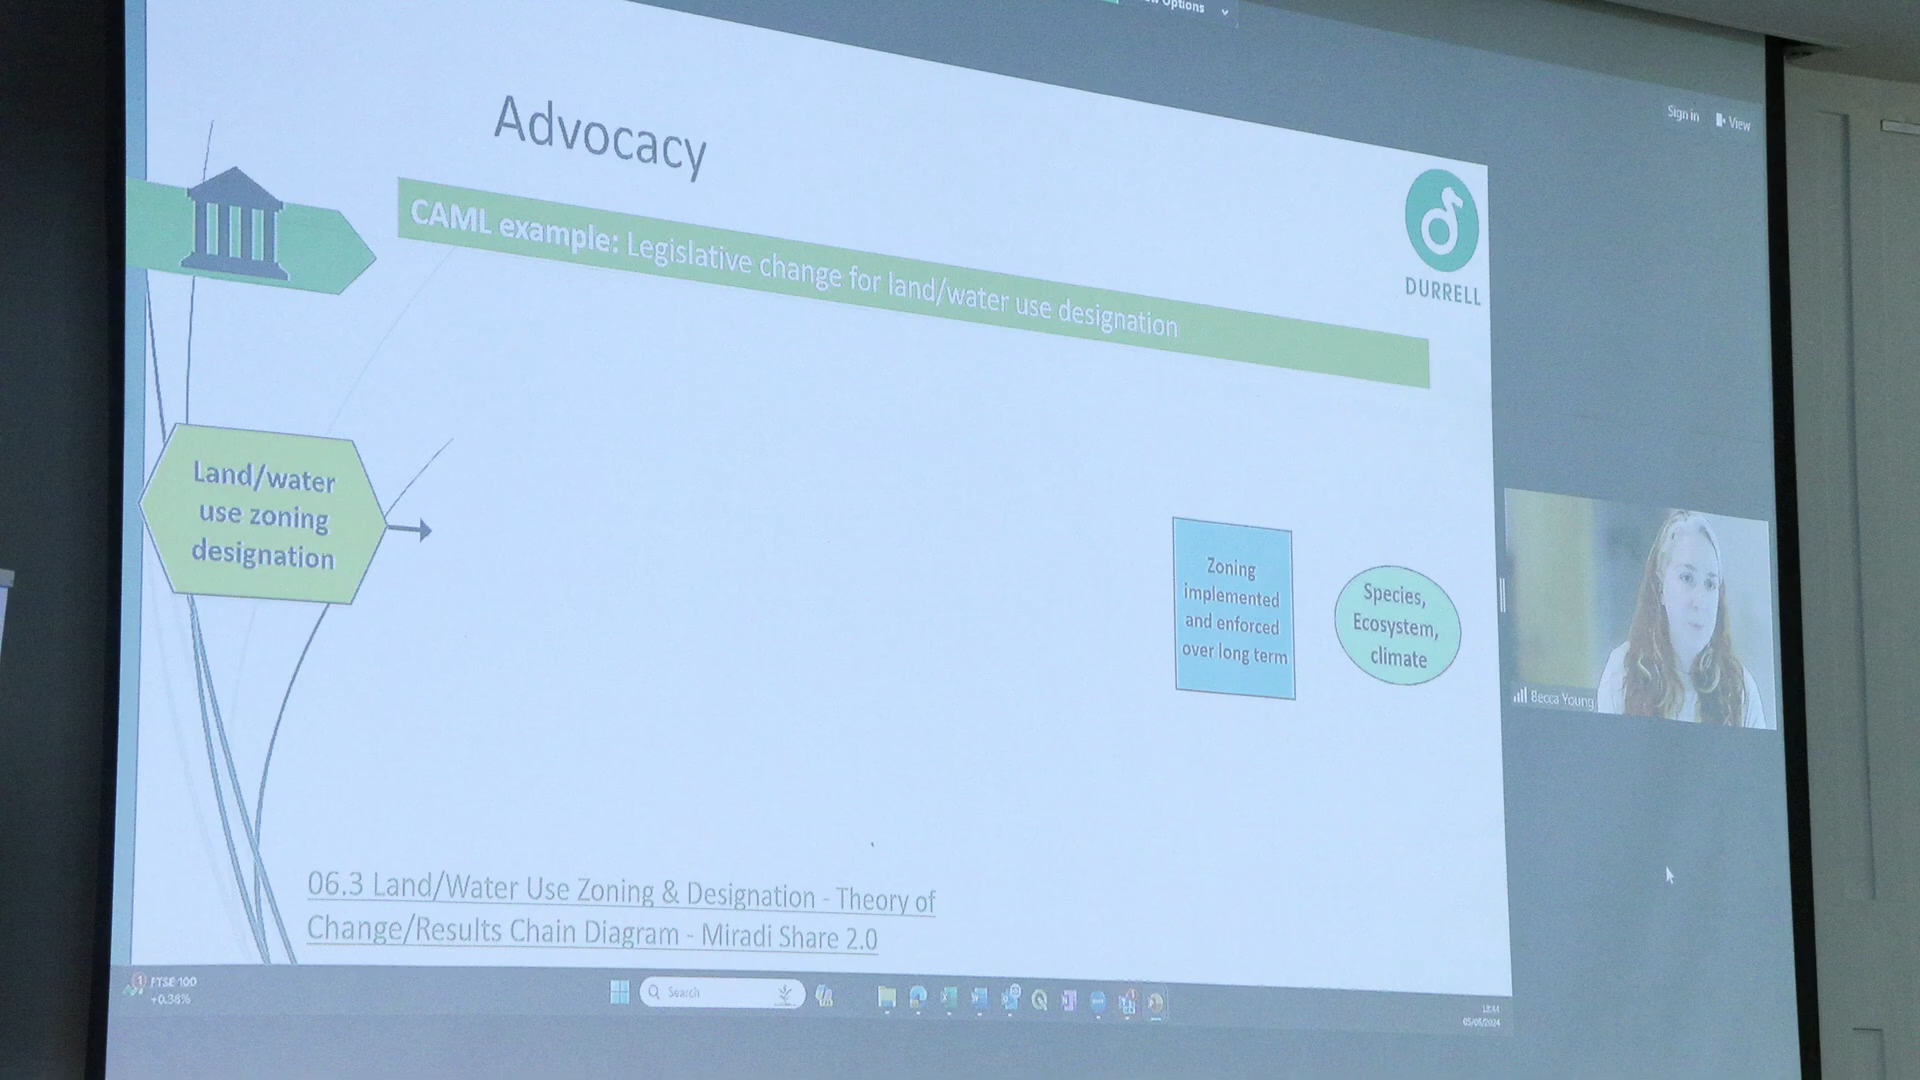 Options
Sign in
View
Advocacy
CAML example: Legislative change for land/water use designation
DURRELL
Land/water
use zoning
designation
Zoning
implemented
and enforced
over long term
Species,
Ecosystem,
climate
Becca Young
06.3 Land/Water Use Zoning & Designation - Theory of
Change/Results Chain Diagram - Miradi Share 2.0
1
FTSE 100
+0.38%
Search